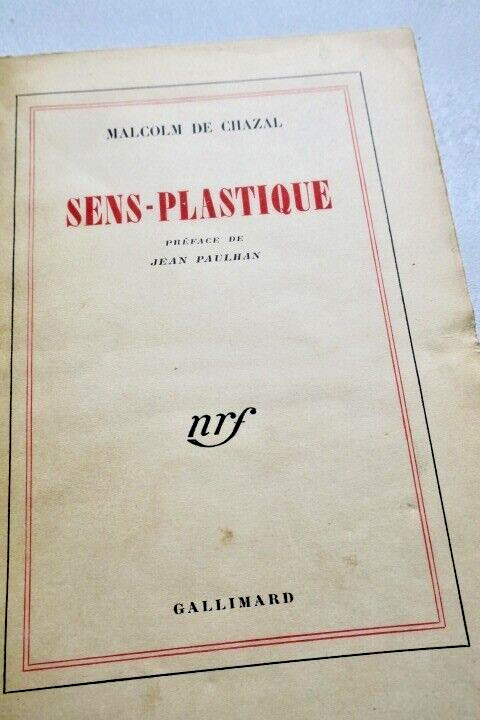 MALCOLM DE CHAZAL
SENS-PLASTIQUE
PRÉFACE DE
JEAN PAULHAN
nrf
GALLIMARD